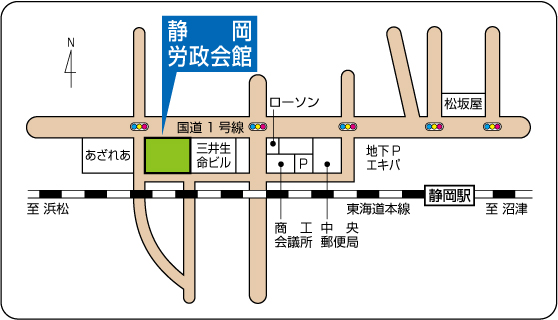 静岡
労政会館
N
ローソン
松坂屋
国道1号線
あざれあ
三井生
命ビル
P
地下P
エキパ
静岡駅
至 浜松
東海道本線
至 沼津
商工
会議所
中央
郵便局